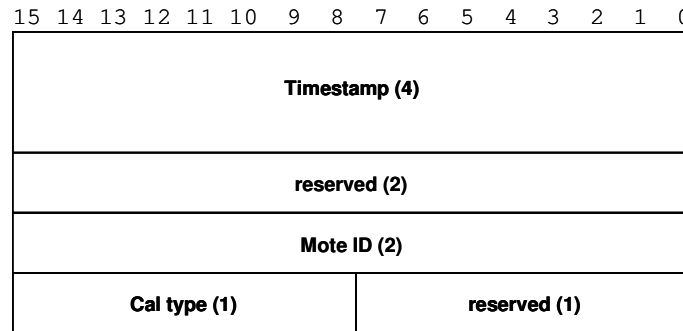 15 14 13 12 11 10 9 8 7 6 5 4 3 2 1 0
Timestamp (4)
reserved (2)
Mote ID (2)
Cal type (1) reserved (1)